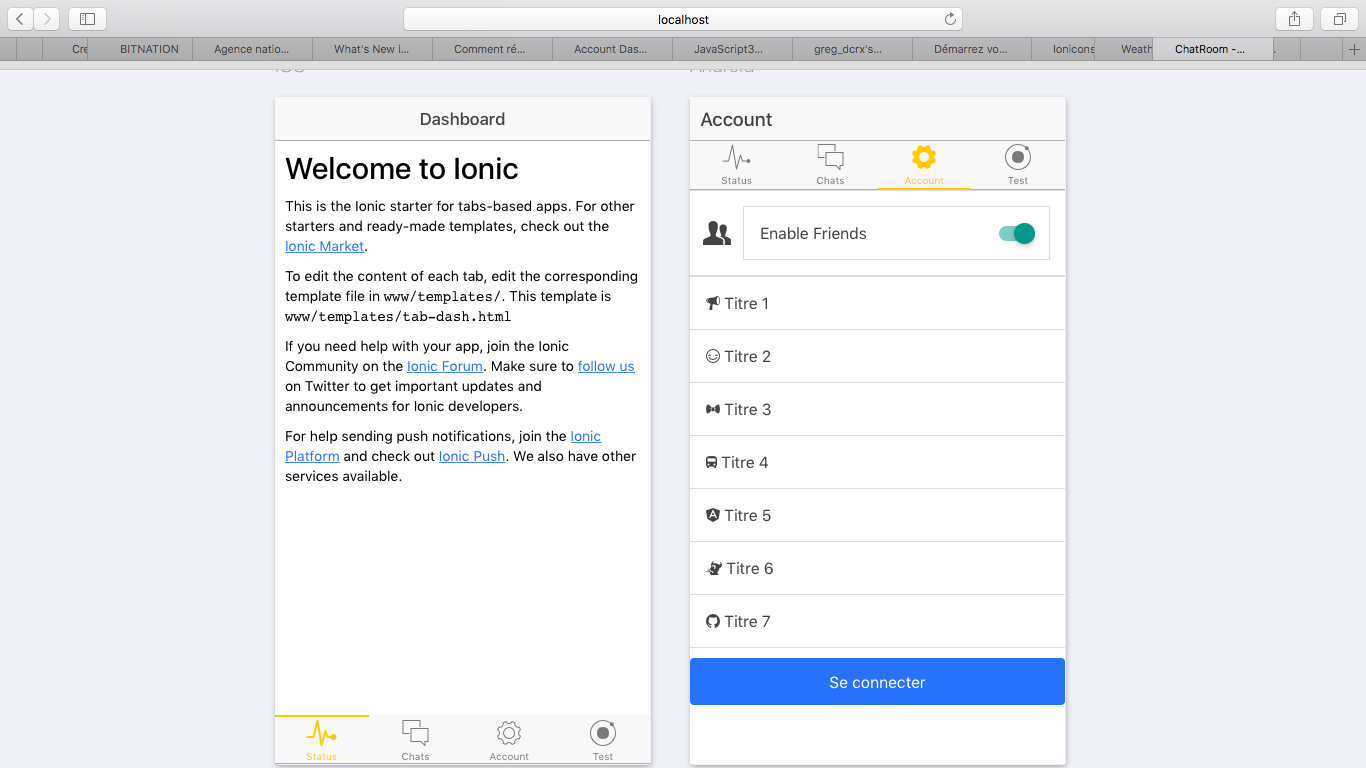 localhost
Cre
BITNATION
Agence natio...
What's New i...
Comment ré...
Account Das...
JavaScript3...
greg_dcrx's...
Démarrez vo...
Ionicons
Weath
ChatRoom -...
iOS
Android
Dashboard
Welcome to Ionic
This is the Ionic starter for tabs-based apps. For other
starters and ready-made templates, check out the
Ionic Market.
To edit the content of each tab, edit the corresponding
template file in www/templates/. This template is
www/templates/tab-dash.html
If you need help with your app, join the Ionic
Community on the Ionic Forum. Make sure to follow us
on Twitter to get important updates and
announcements for Ionic developers.
For help sending push notifications, join the Ionic
Platform and check out Ionic Push. We also have other
services available.
Status
Chats
Account
Test
Account
Status
Chats
Account
Test
Enable Friends
Titre 1
Titre 2
Titre 3
Titre 4
Titre 5
Titre 6
Titre 7
Se connecter